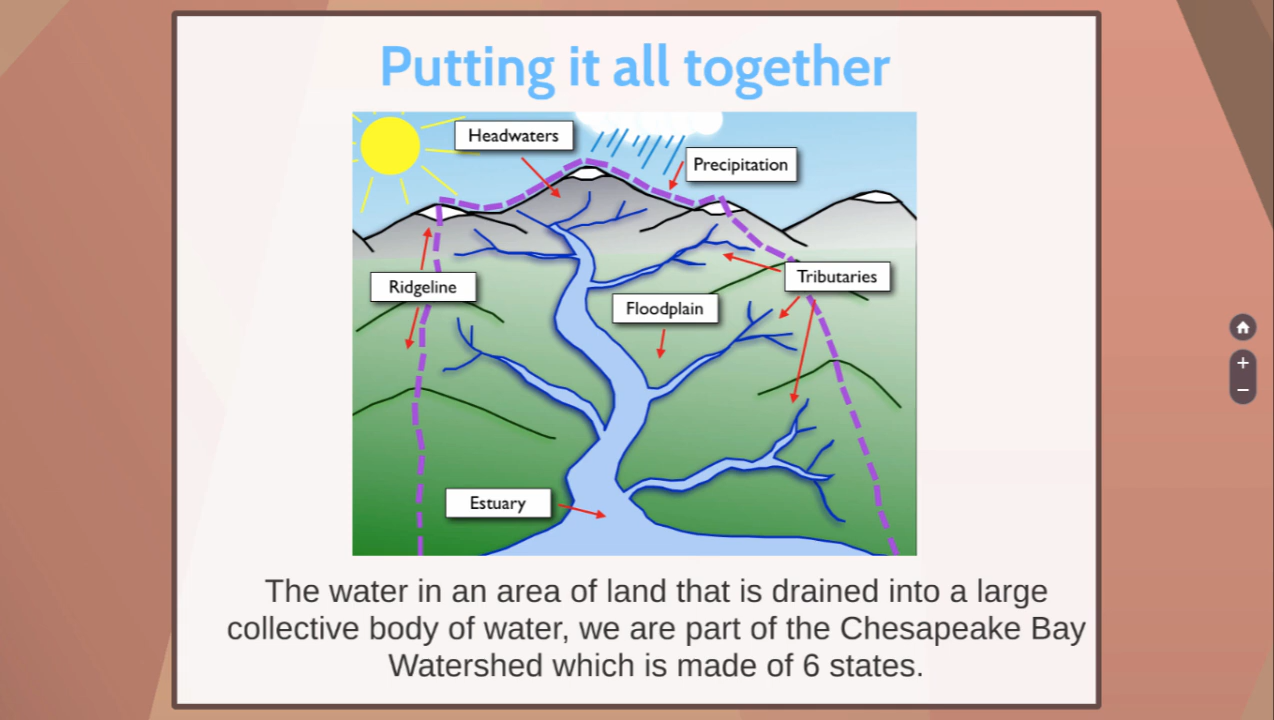 Putting it all together
Headwaters
Precipitation
Ridgeline
Tributaries
Floodplain
Estuary
The water in an area of land that is drained into a large
collective body of water, we are part of the Chesapeake Bay
Watershed which is made of 6 states.
+
−